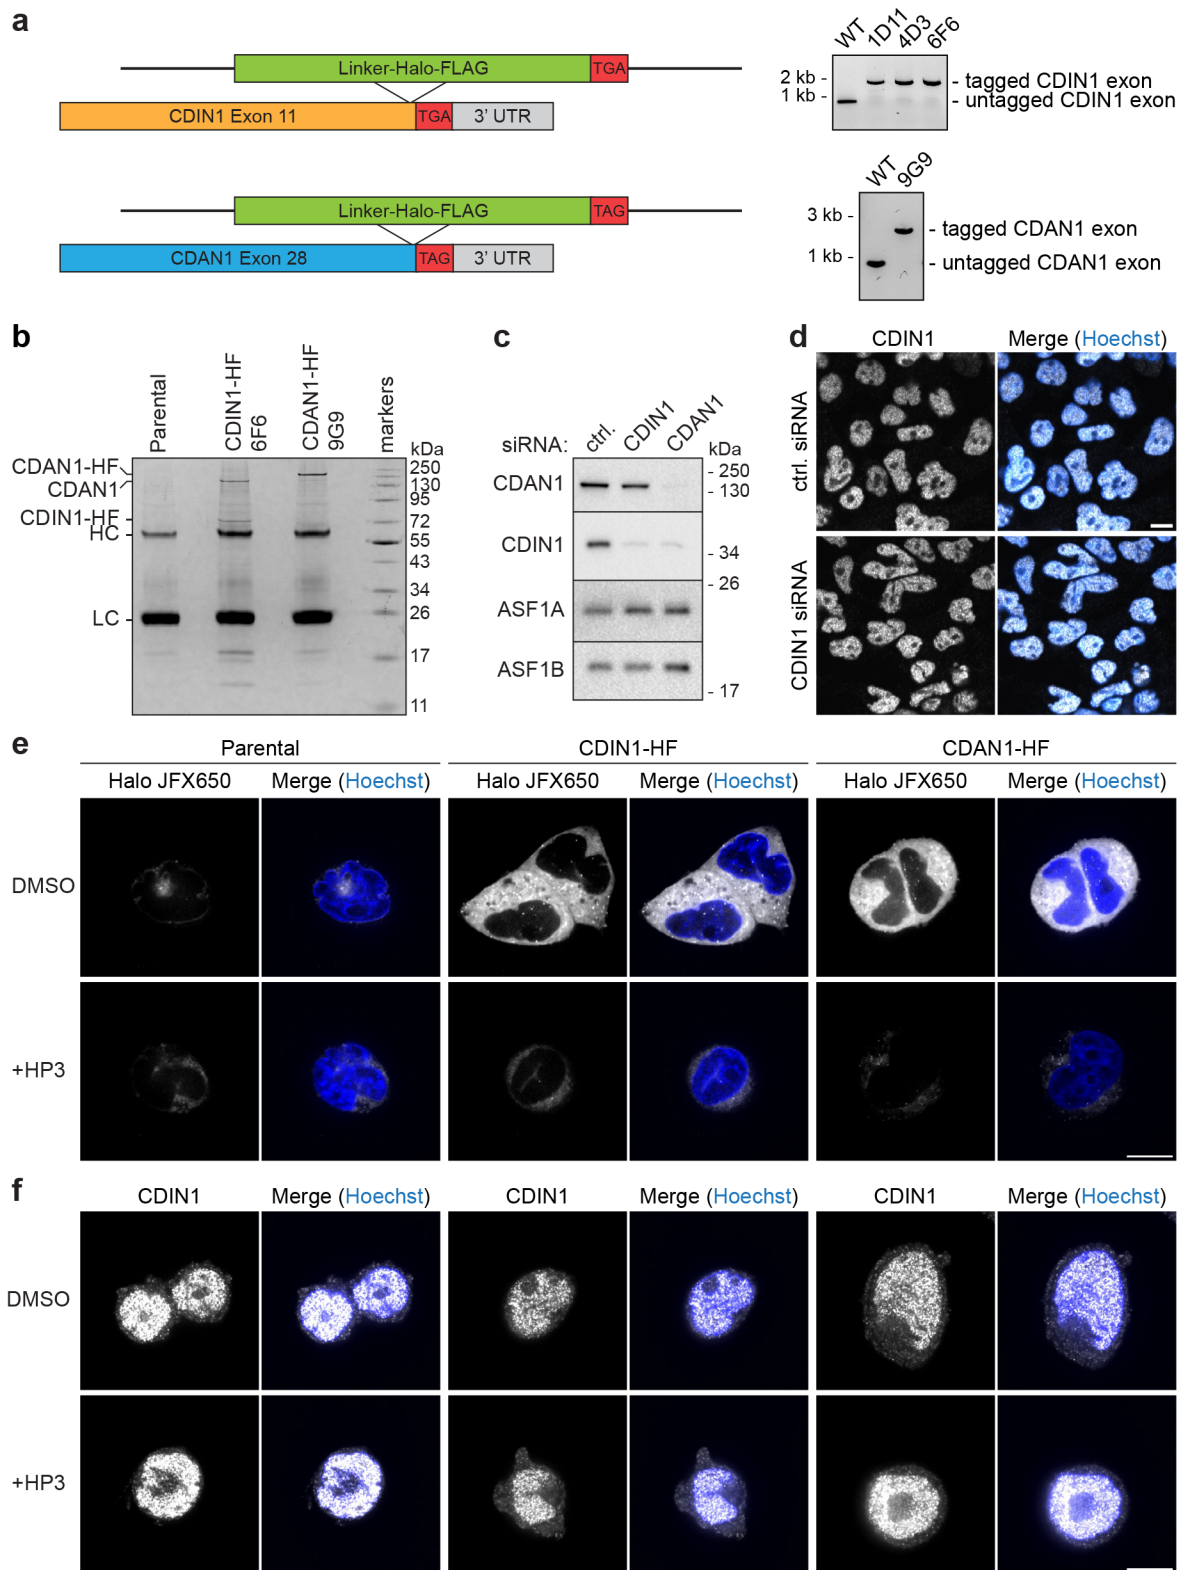 a
Linker-Halo-FLAG TGA
CDIN1 Exon 11 TGA 3' UTR
WT 1D11 4D3 6F6
2 kb - - tagged CDIN1 exon
1 kb - - untagged CDIN1 exon
Linker-Halo-FLAG TAG
CDAN1 Exon 28 TAG 3' UTR
WT 9G9
3 kb - - tagged CDAN1 exon
1 kb - - untagged CDAN1 exon
b
Parental
CDIN1-HF
6F6
CDAN1-HF
9G9
markers
kDa
CDAN1-HF
CDAN1
CDIN1-HF
HC
LC
250
130
95
72
55
43
34
26
17
11
c
siRNA: ctrl. CDIN1 CDAN1
kDa
CDAN1
CDIN1
ASF1A
ASF1B
- 250
- 130
- 34
- 26
- 17
d
CDIN1 Merge (Hoechst)
ctrl. siRNA
CDIN1 siRNA
e
Parental CDIN1-HF CDAN1-HF
Halo JFX650 Merge (Hoechst) Halo JFX650 Merge (Hoechst) Halo JFX650 Merge (Hoechst)
DMSO
+HP3
f
CDIN1 Merge (Hoechst) CDIN1 Merge (Hoechst) CDIN1 Merge (Hoechst)
DMSO
+HP3